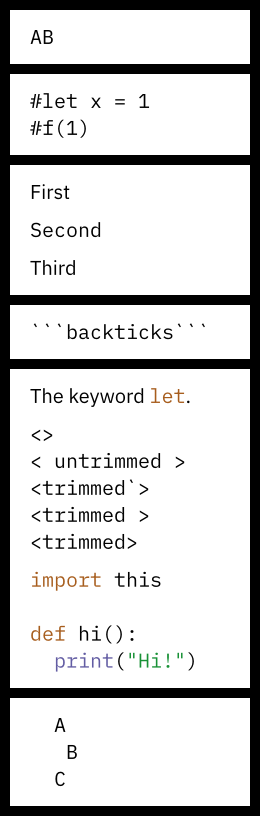 AB
#let x = 1
#f(1)
First
Second
Third
```backticks```
The keyword let.
<>
< untrimmed >
<trimmed`>
<trimmed >
<trimmed>
import this

def hi():
  print("Hi!")
  A
   B
  C